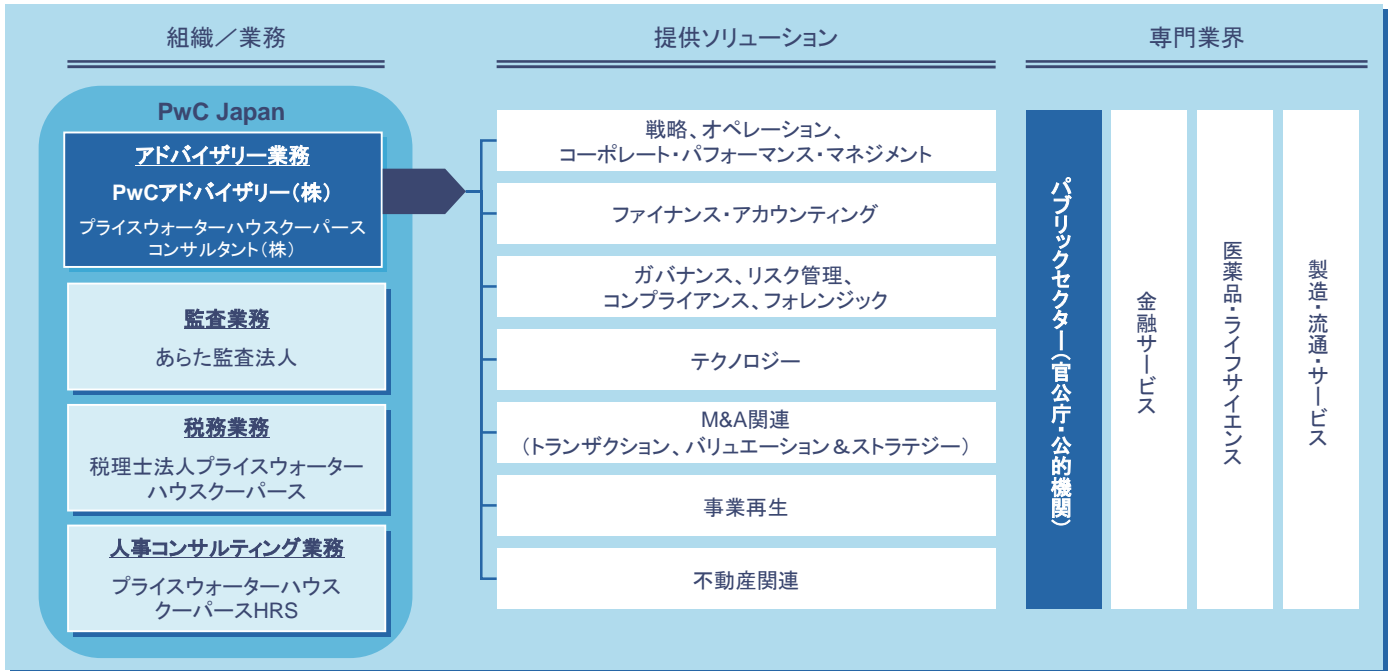 組織／業務
提供ソリューション
専門業界
PwC Japan
アドバイザリー業務
PwCアドバイザリー（株）
プライスウォーターハウスクーパース
コンサルタント（株）
監査業務
あらた監査法人
税務業務
税理士法人プライスウォーター
ハウスクーパース
人事コンサルティング業務
プライスウォーターハウス
クーパースHRS
戦略、オペレーション、
コーポレート・パフォーマンス・マネジメント
ファイナンス・アカウンティング
ガバナンス、リスク管理、
コンプライアンス、フォレンジック
テクノロジー
M&A関連
（トランザクション、バリュエーション＆ストラテジー）
事業再生
不動産関連
パブリックセクター（官公庁・公的機関）
金融サービス
医薬品・ライフサイエンス
製造・流通・サービス